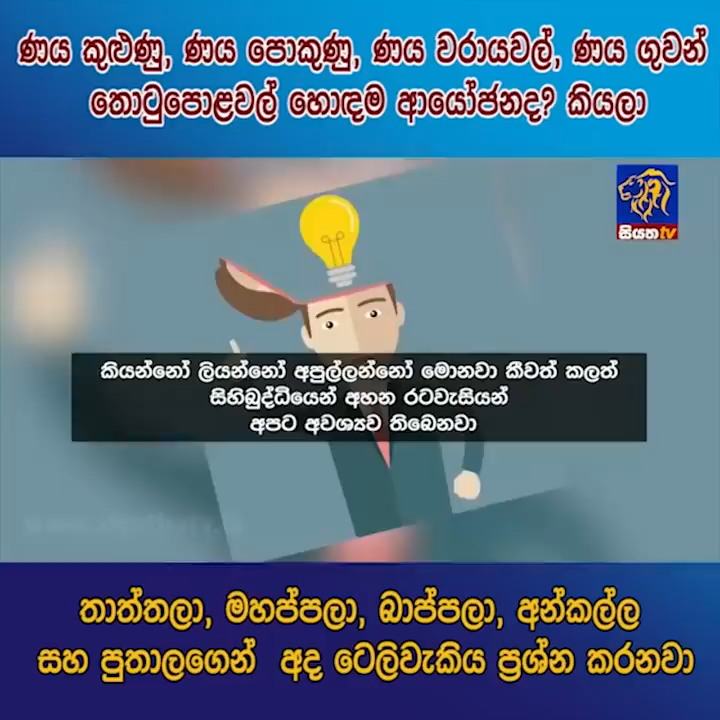 ණය කුළුණු, ණය පොකුණු, ණය වරායවල්, ණය ගුවන්
තොටුපොළවල් හොඳම ආයෝජනද? කියලා
සියත tv
කියන්නෝ ලියන්නෝ අපුල්ලන්නෝ මොනවා කීවත් කලත්
සිහිබුද්ධියෙන් අහන රටවැසියන්
අපට අවශ්‍යව තිබෙනවා
තාත්තලා, මහප්පලා, බාප්පලා, අන්කල්ල
සහ පුතාලගෙන් අද ටෙලිවැකිය ප්‍රශ්න කරනවා